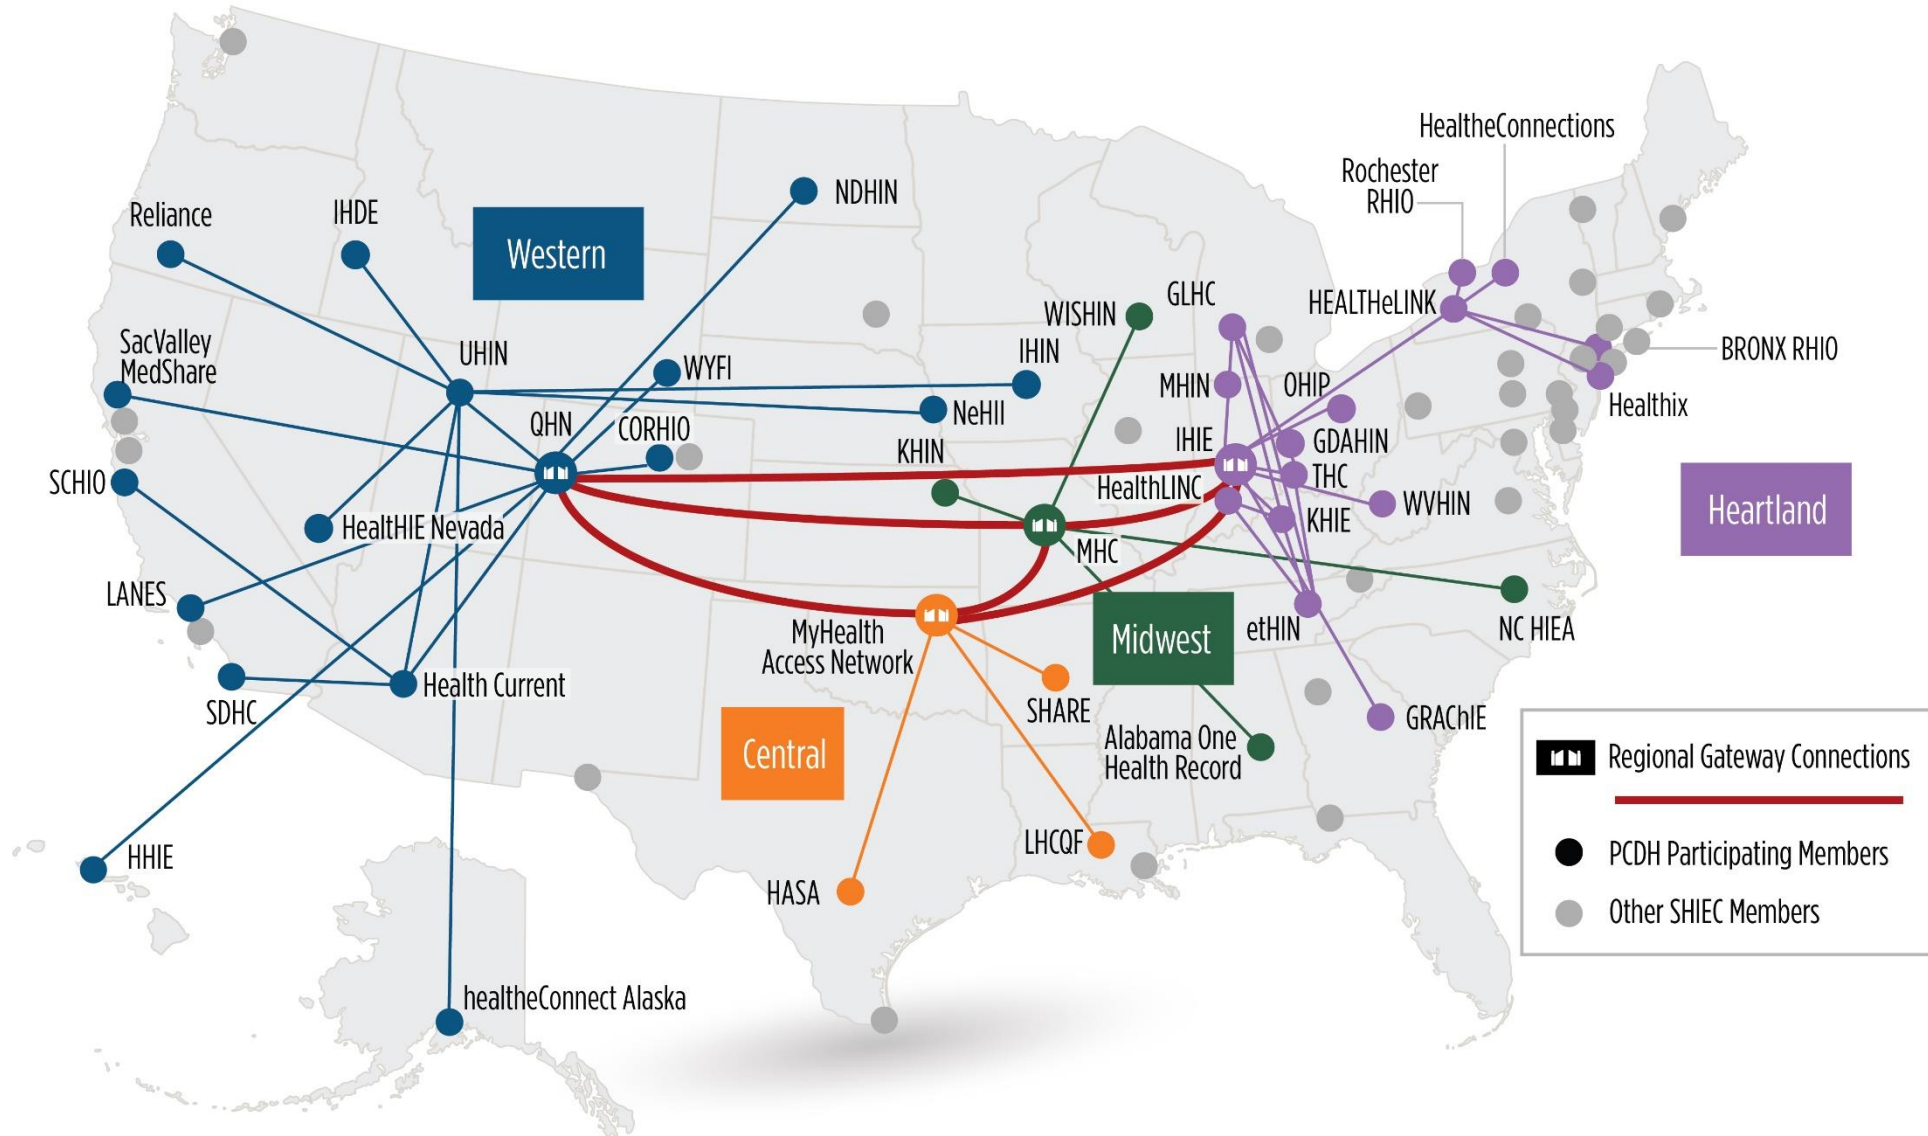 HealtheConnections
Rochester
RHIO
NDHIN
IHDE
Reliance
Western
GLHC
HEALTHeLINK
WISHIN
SacValley
MedShare
UHIN
WYFI
IHIN
BRONX RHIO
MHIN
OHIP
NeHII
Healthix
QHN
CORHIO
IHIE
GDAHIN
KHIN
THC
SCHIO
HealthLINC
WVHIN
Heartland
HealtHIE Nevada
KHIE
MHC
LANES
MyHealth
Access Network
Midwest
etHIN
NC HIEA
Health Current
SDHC
SHARE
GRAChIE
Central
Alabama One
Health Record
Regional Gateway Connections
HHIE
LHCQF
PCDH Participating Members
HASA
Other SHIEC Members
healtheConnect Alaska